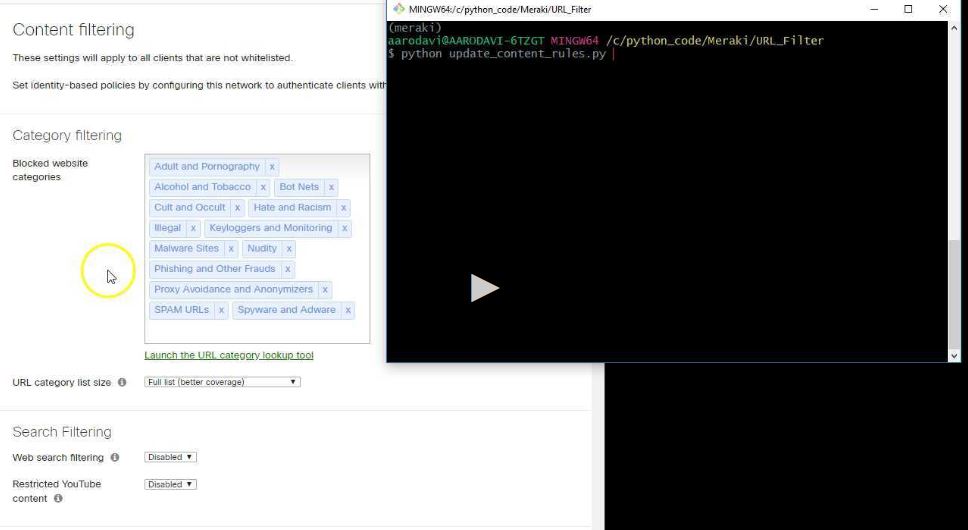 Content filtering
These settings will apply to all clients that are not whitelisted.
Set identity-based policies by configuring this network to authenticate clients with
Category filtering
Blocked website
categories
Adult and Pornography x
Alcohol and Tobacco x Bot Nets x
Cult and Occult x Hate and Racism x
Illegal x Keyloggers and Monitoring x
Malware Sites x Nudity x
Phishing and Other Frauds x
Proxy Avoidance and Anonymizers x
SPAM URLs x Spyware and Adware x
Launch the URL category lookup tool
URL category list size i Full list (better coverage) ▼
Search Filtering
Web search filtering i Disabled ▼
Restricted YouTube
content i
Disabled ▼
MINGW64:/c/python_code/Meraki/URL_Filter
(meraki)
aarodavi@AARODAVI-6TZGT MINGW64 /c/python_code/Meraki/URL_Filter
$ python update_content_rules.py